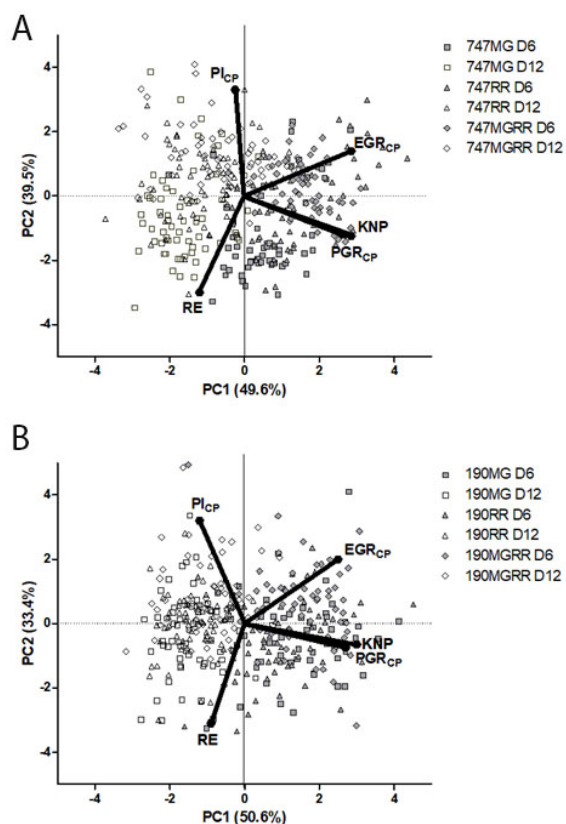 A
4
2
0
-2
-4
PC2 (39.5%)
-4
-2
0
2
4
PC1 (49.6%)
PICP
EGRCP
KNP
PGRCP
RE
747MG D6
747MG D12
747RR D6
747RR D12
747MGRR D6
747MGRR D12
B
4
2
0
-2
-4
PC2 (33.4%)
-4
-2
0
2
4
PC1 (50.6%)
PICP
EGRCP
KNP
PGRCP
RE
190MG D6
190MG D12
190RR D6
190RR D12
190MGRR D6
190MGRR D12